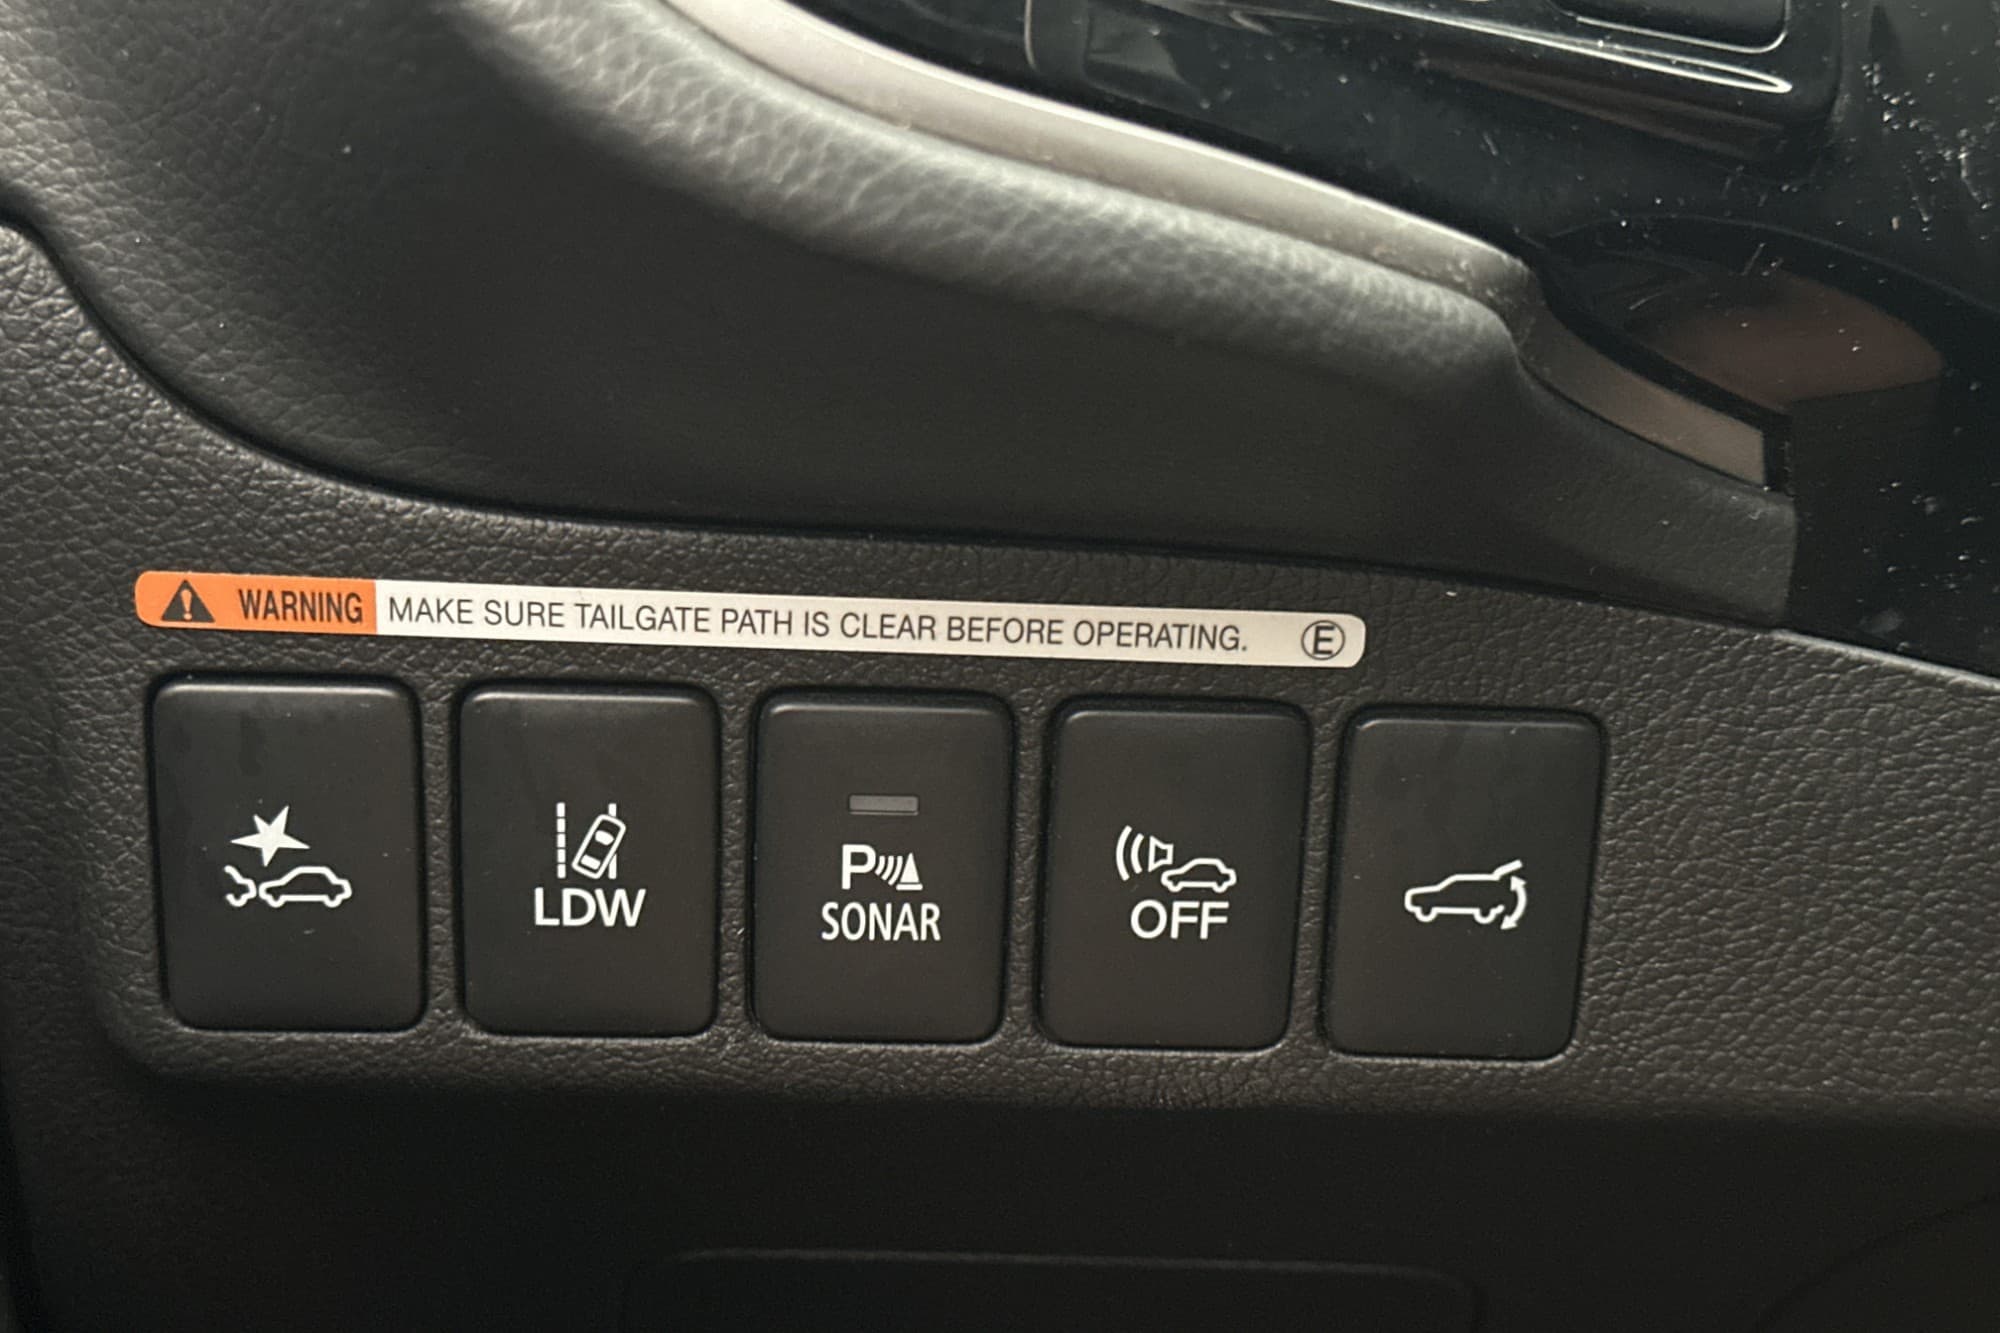 WARNING MAKE SURE TAILGATE PATH IS CLEAR BEFORE OPERATING. E
LDW
P
SONAR
OFF